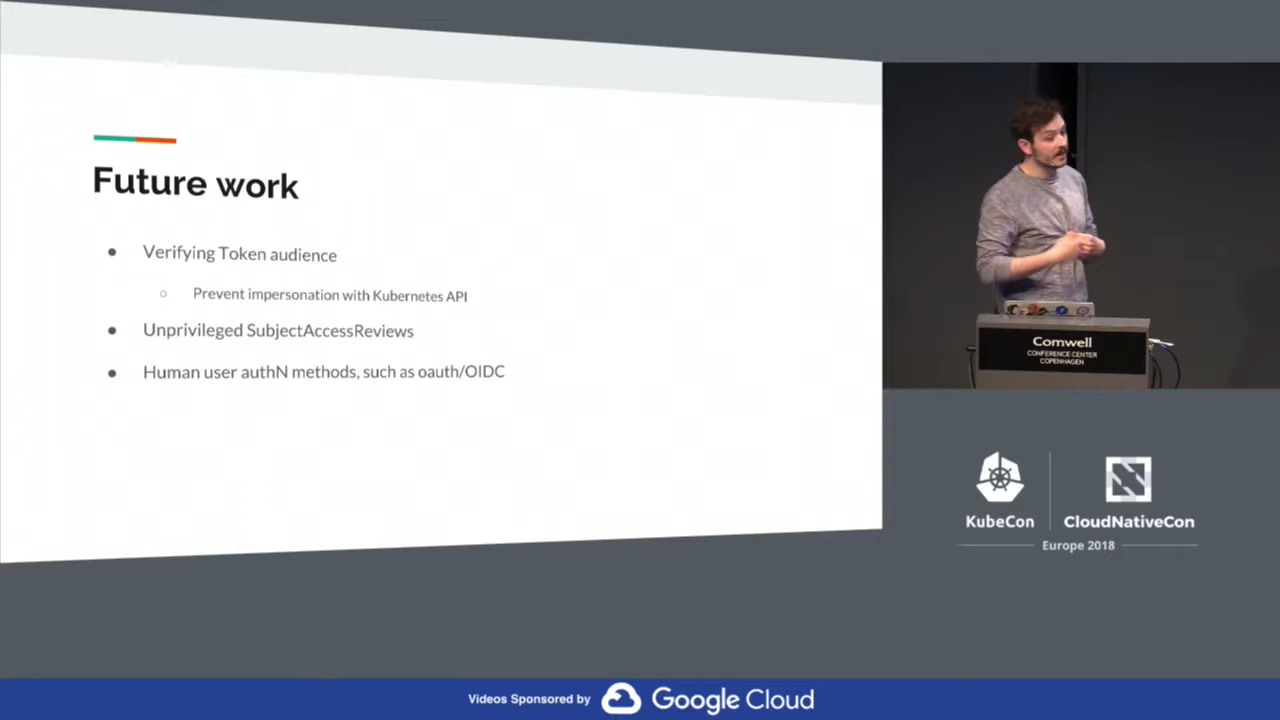 Future work
Verifying Token audience
Prevent impersonation with Kubernetes API
Unprivileged SubjectAccessReviews
Human user authN methods, such as oauth/OIDC
Comwell
CONFERENCE CENTER
COPENHAGEN
KubeCon
CloudNativeCon
Europe 2018
Videos Sponsored by Google Cloud